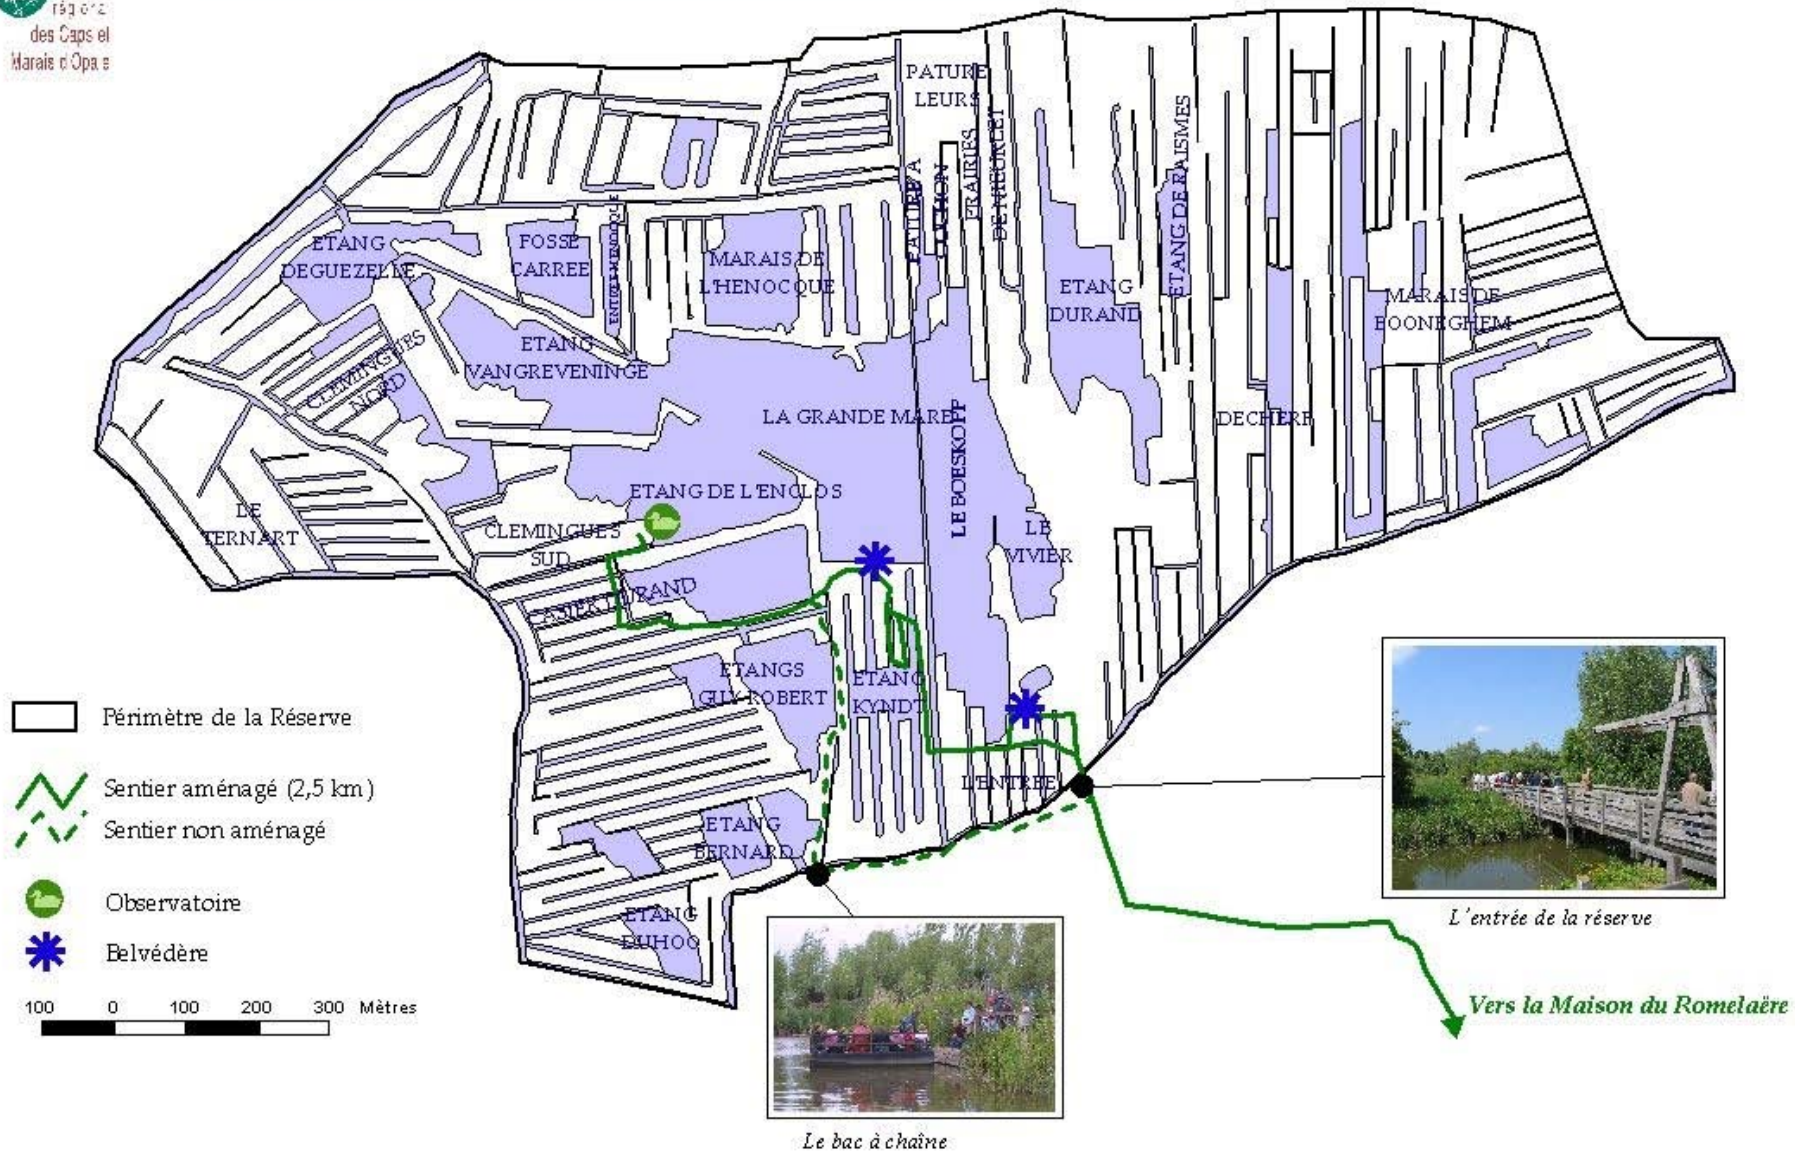 des Caps et
Marais d'Opale
PATURE
LEURS
PATURE A
COCHON
PRAIRIES
DE NIEURLET
ETANG DE RAISMES
ETANG
DEGUEZELLE
FOSSE
CARREE
MARAIS DE
L'HENOCQUE
ETANG
DURAND
MARAIS DE
BOONEGHEM
ETANG
VANGREVENINGE
CLEMINGUES
NORD
LA GRANDE MARE
LE BOESKOPP
DECHERF
ETANG DE L'ENCLOS
LE
TERNART
CLEMINGUES
SUD
LE
VIVIER
CASIER DURAND
ETANGS
GUY-ROBERT
ETANG
KYNDT
L'ENTREE
ETANG
BERNARD
ETANG
DUHOO
Périmètre de la Réserve
Sentier aménagé (2,5 km)
Sentier non aménagé
Observatoire
Belvédère
100 0 100 200 300 Mètres
L'entrée de la réserve
Vers la Maison du Romelaëre
Le bac à chaîne